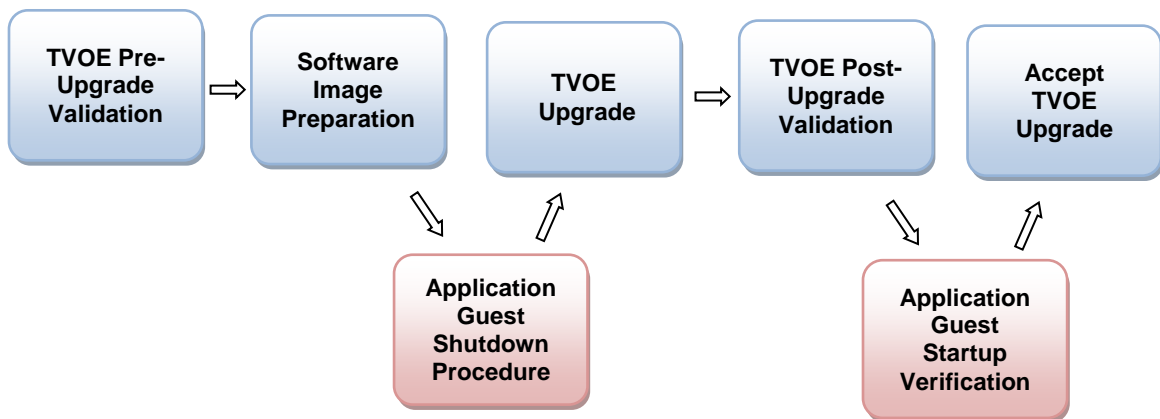 TVOE Pre-
Upgrade
Validation
Software
Image
Preparation
Application
Guest
Shutdown
Procedure
TVOE
Upgrade
TVOE Post-
Upgrade
Validation
Application
Guest
Startup
Verification
Accept
TVOE
Upgrade